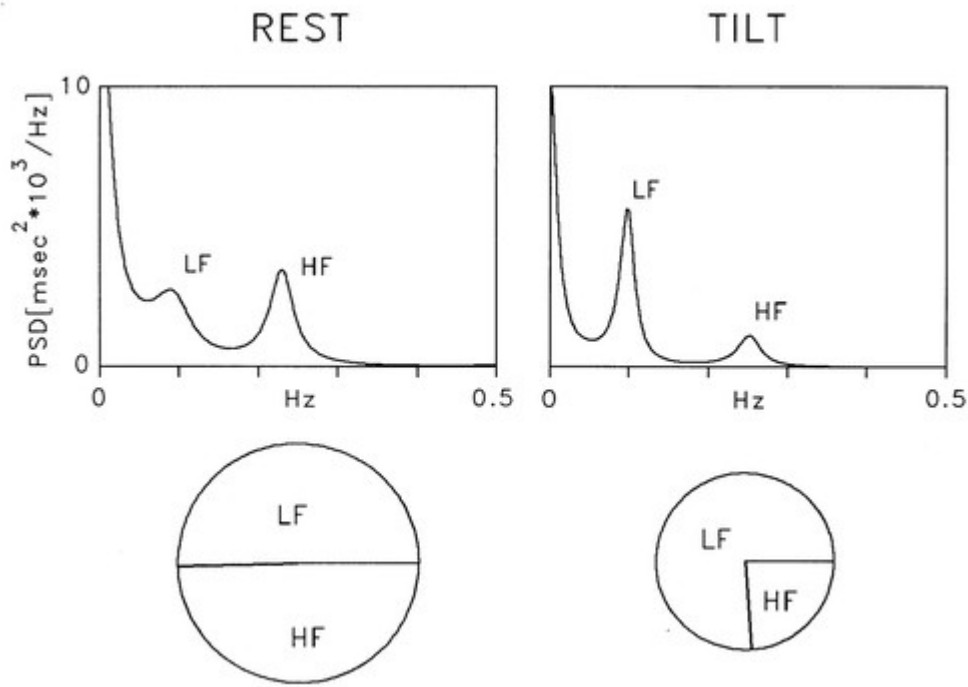 REST
TILT
PSD[msec²*10³/Hz]
10
0
LF
HF
0
Hz
0.5
LF
HF
0
Hz
0.5
LF
HF
LF
HF